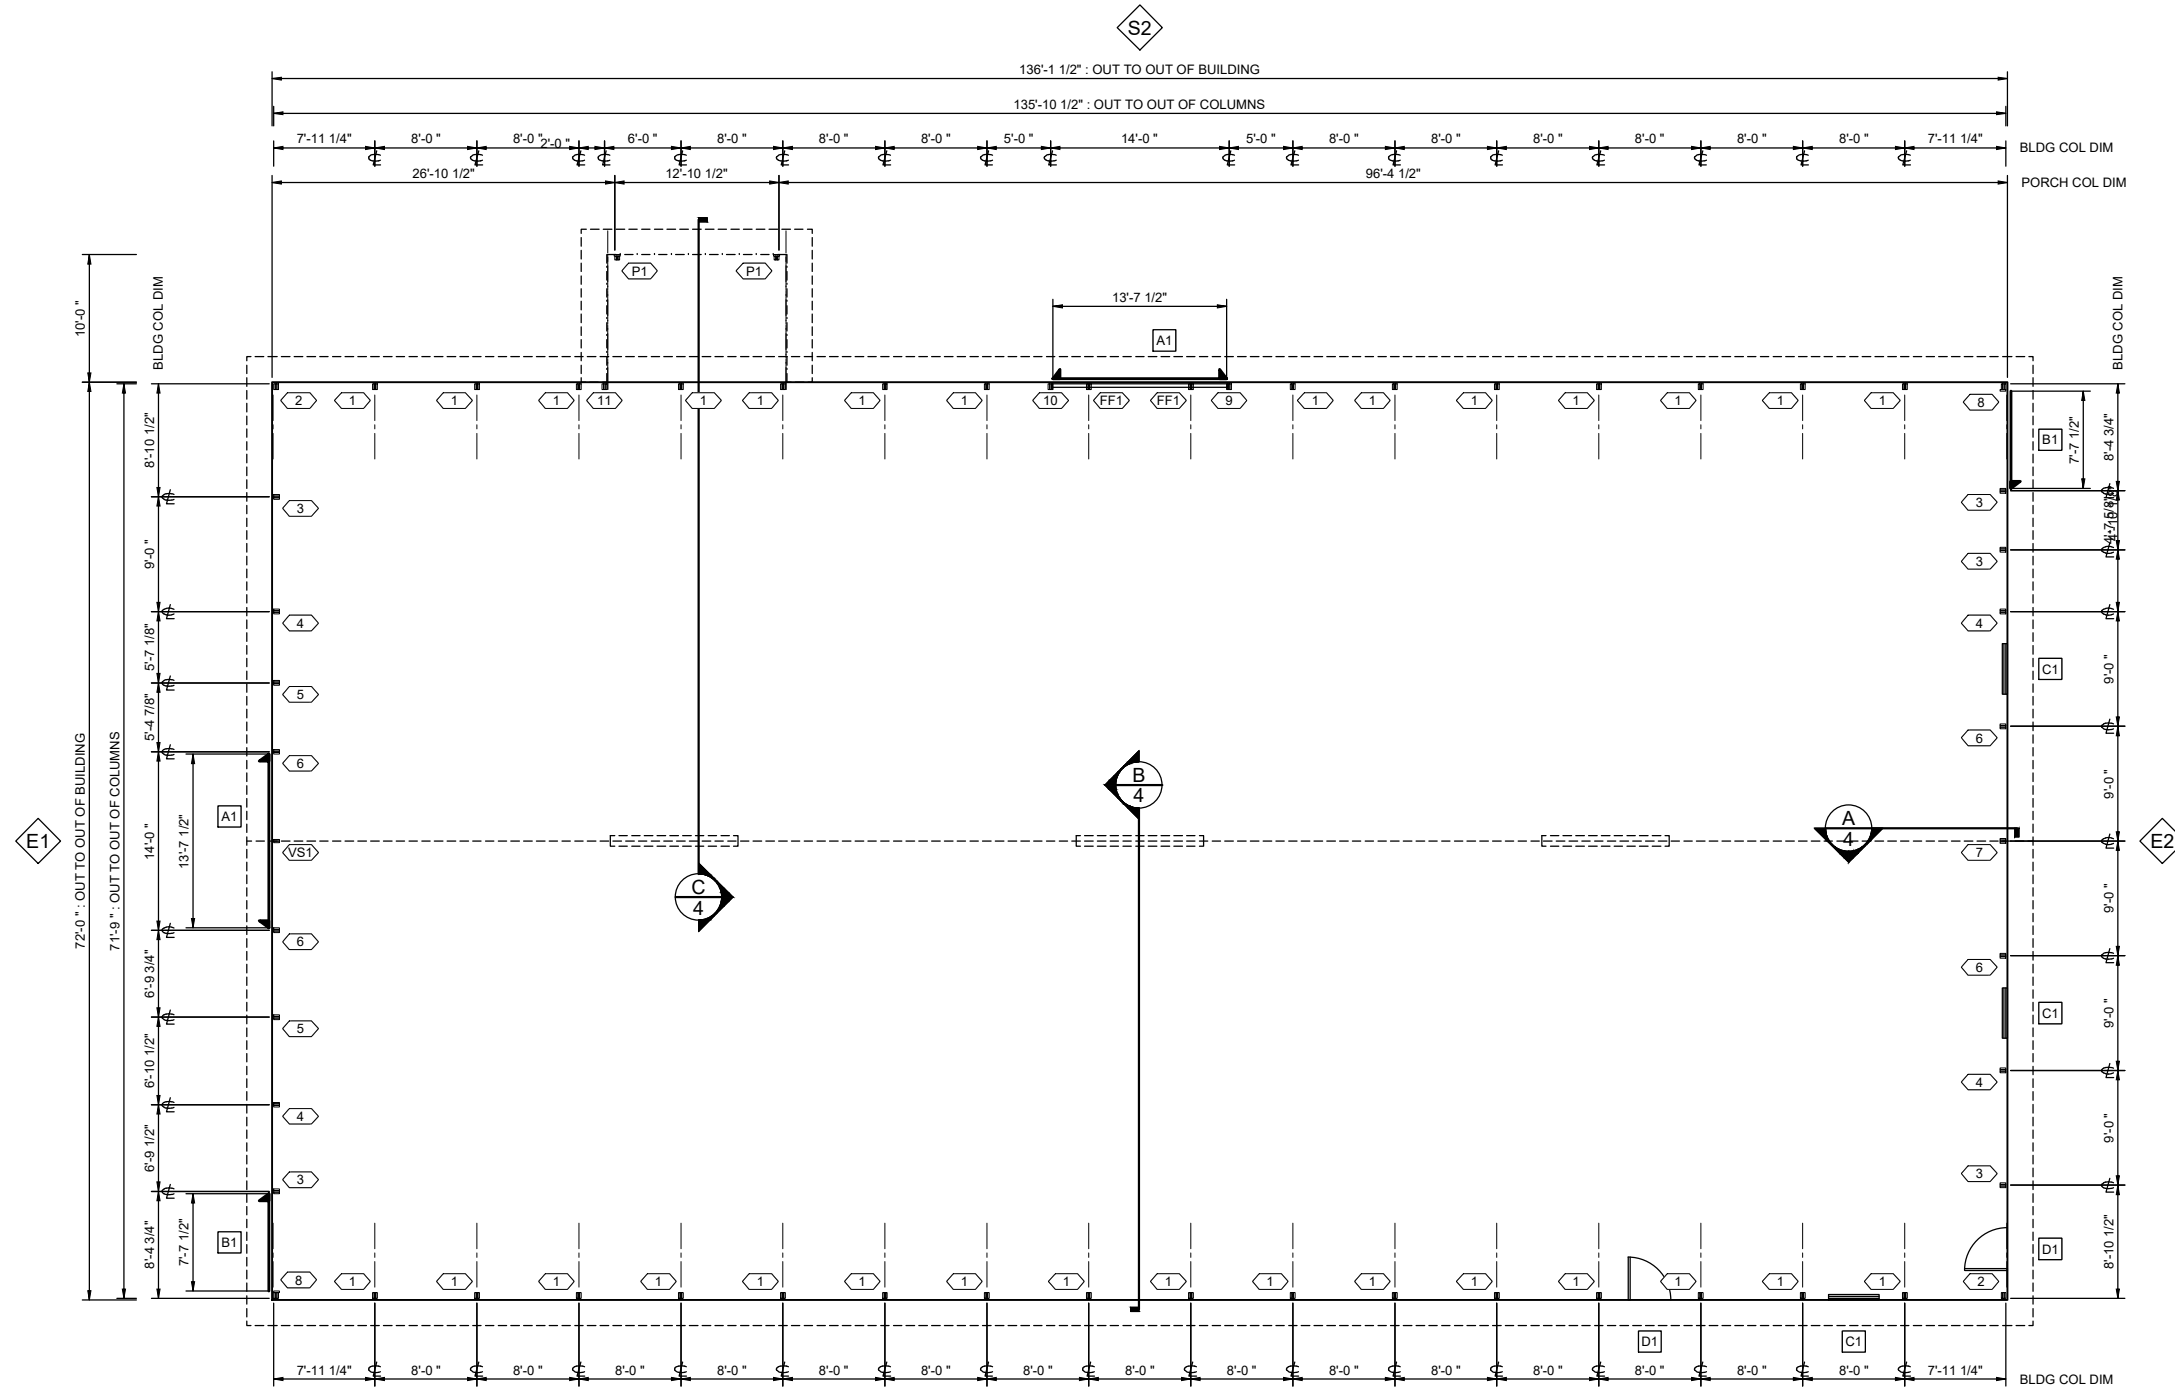 S2
136'-1 1/2" : OUT TO OUT OF BUILDING
135'-10 1/2" : OUT TO OUT OF COLUMNS
7'-11 1/4" 8'-0 " 8'-0 " 2'-0 " 6'-0 " 8'-0 " 8'-0 " 8'-0 " 5'-0 " 14'-0 " 5'-0 " 8'-0 " 8'-0 " 8'-0 " 8'-0 " 8'-0 " 8'-0 " 7'-11 1/4" BLDG COL DIM
26'-10 1/2" 12'-10 1/2" 96'-4 1/2" PORCH COL DIM
P1 P1
10'-0 "
BLDG COL DIM
13'-7 1/2"
A1
BLDG COL DIM
2 1 1 1 11 1 1 1 1 10 FF1 FF1 9 1 1 1 1 1 1 1 8
8'-10 1/2"
B1
7'-7 1/2"
8'-4 3/4"
3
3
4'-7 5/8"
4'-10 1/8"
9'-0 "
3
4
4
5'-7 1/8"
C1
9'-0 "
5
5'-4 7/8"
6
6
9'-0 "
72'-0 " : OUT TO OUT OF BUILDING
71'-9 " : OUT TO OUT OF COLUMNS
A1
14'-0 "
13'-7 1/2"
B
4
A
4
E1
VS1
7
E2
C
4
9'-0 "
6
6
6'-9 3/4"
C1
9'-0 "
5
6'-10 1/2"
4
4
9'-0 "
6'-9 1/2"
3
3
8'-4 3/4"
7'-7 1/2"
B1
D1
8'-10 1/2"
8 1 1 1 1 1 1 1 1 1 1 1 1 1 1 1 1 2
D1 C1
7'-11 1/4" 8'-0 " 8'-0 " 8'-0 " 8'-0 " 8'-0 " 8'-0 " 8'-0 " 8'-0 " 8'-0 " 8'-0 " 8'-0 " 8'-0 " 8'-0 " 8'-0 " 8'-0 " 7'-11 1/4" BLDG COL DIM